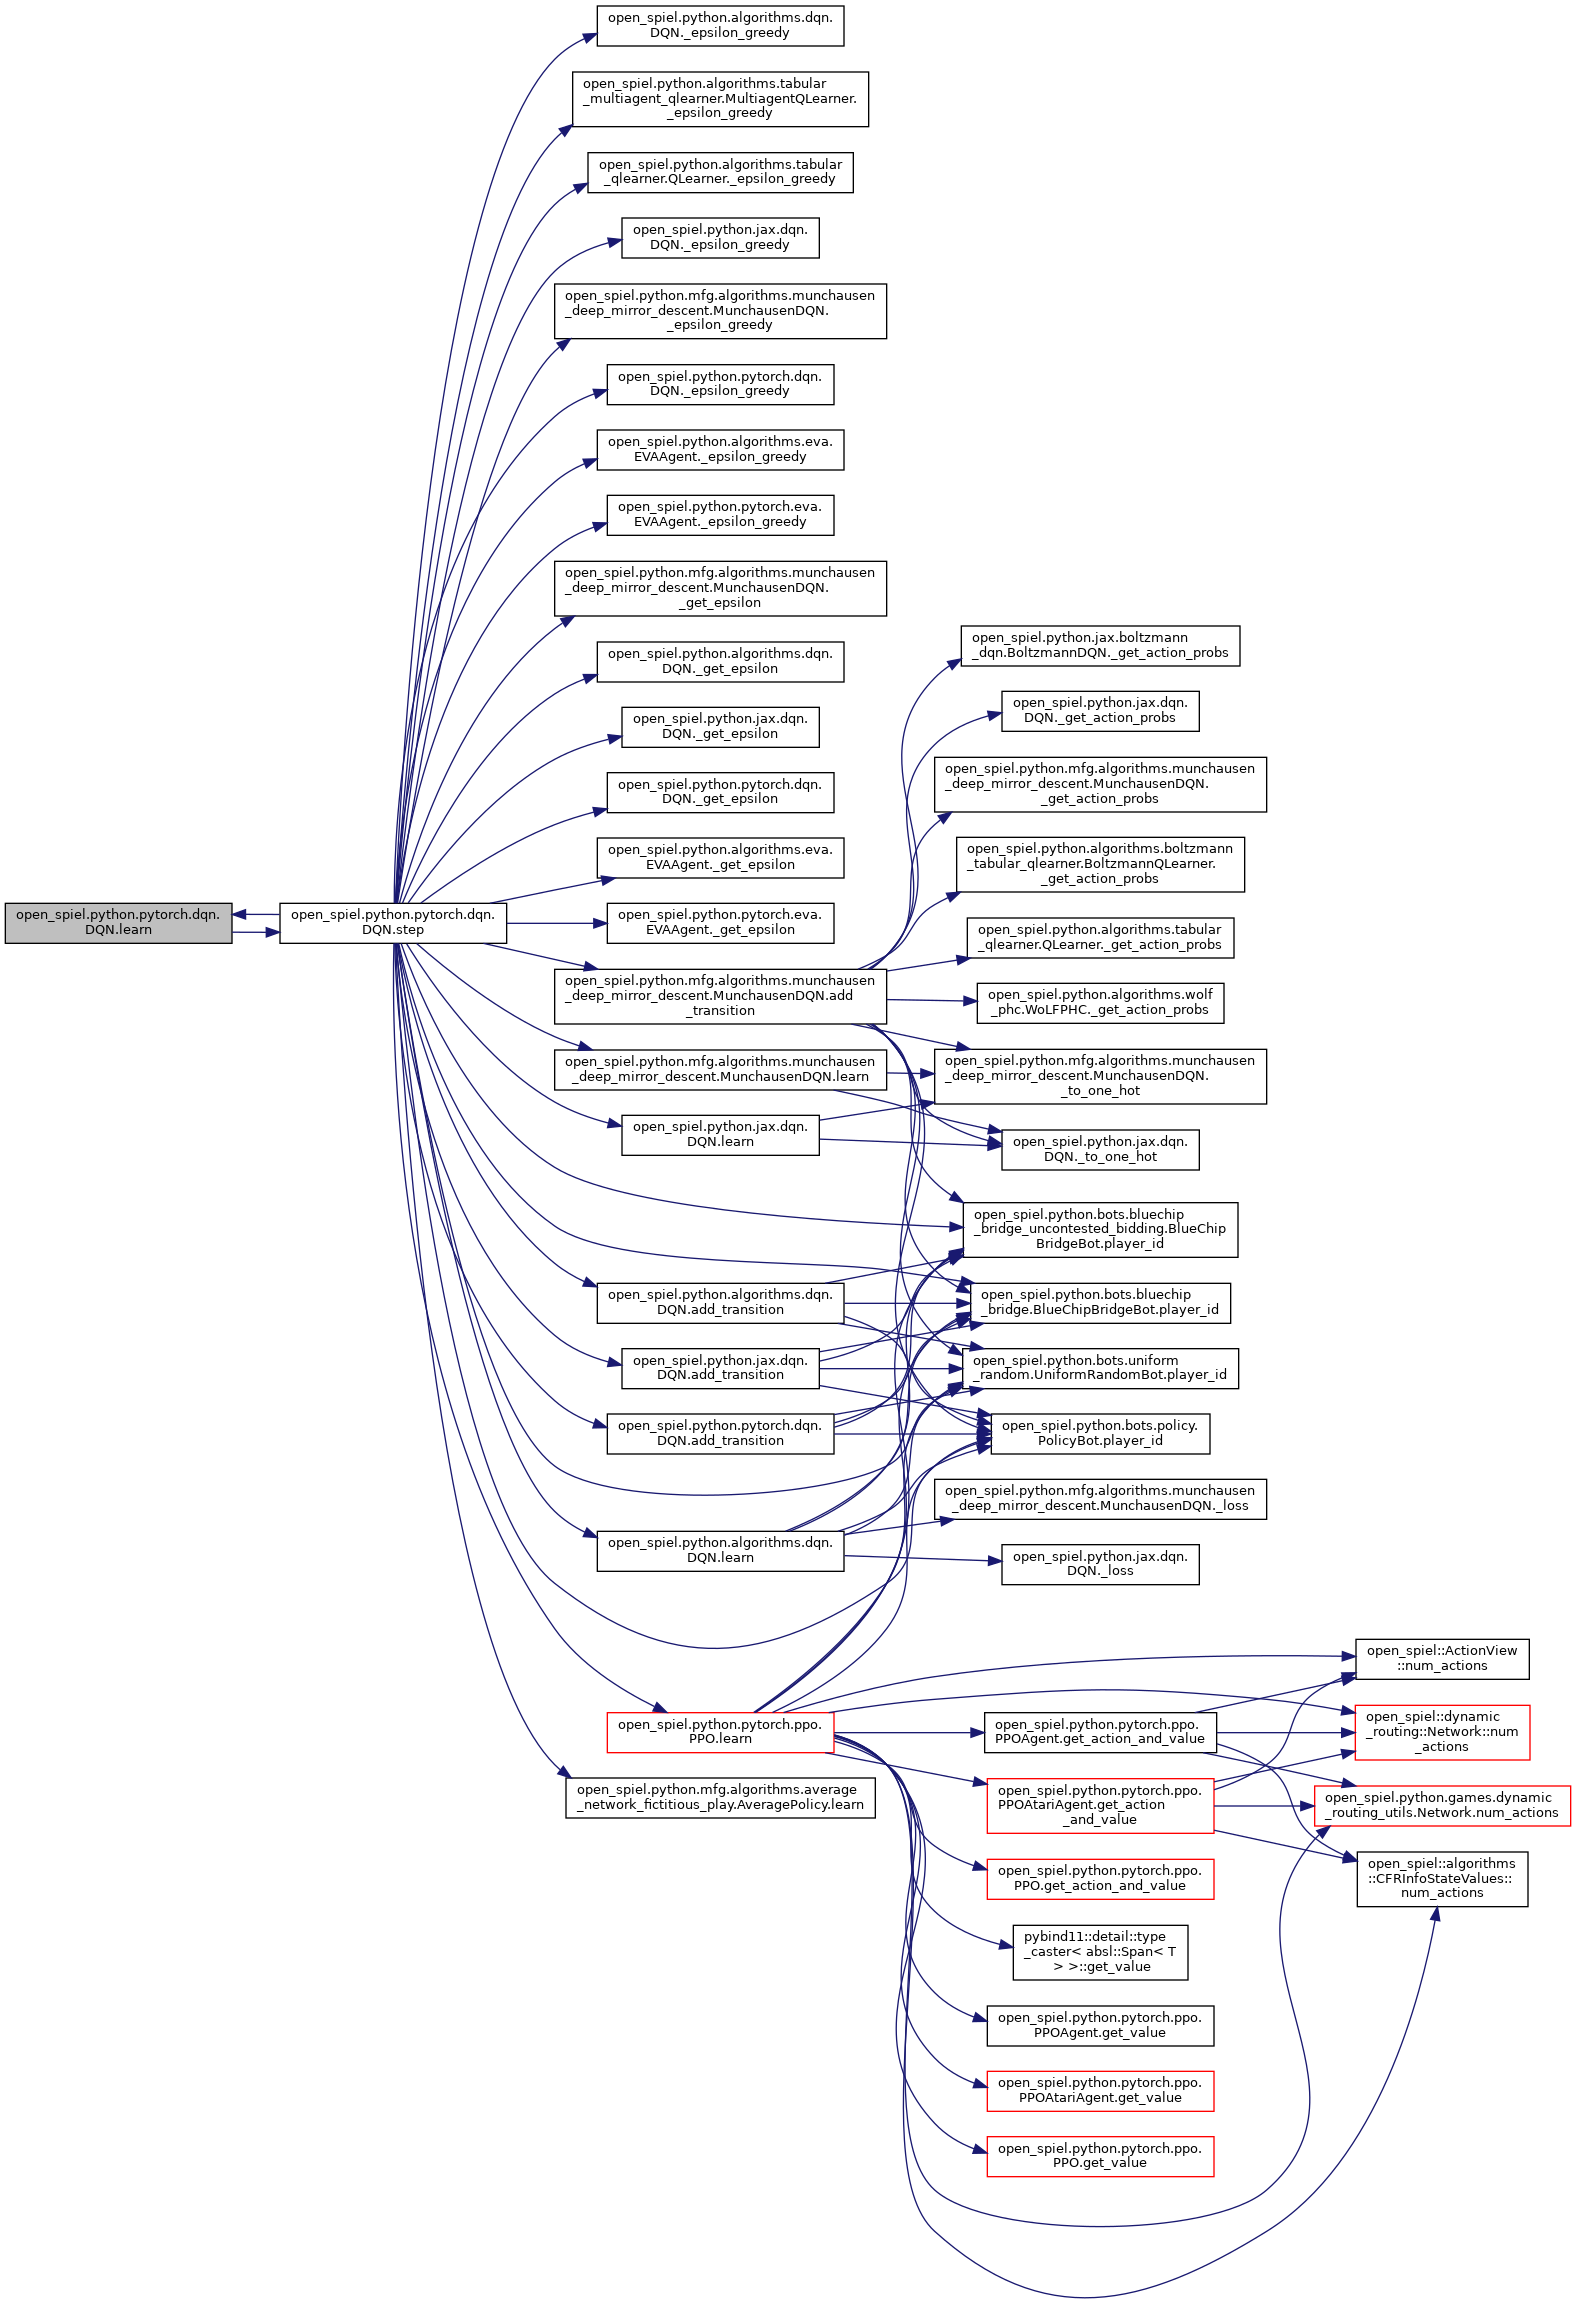 open_spiel.python.algorithms.dqn.
DQN._epsilon_greedy
open_spiel.python.algorithms.tabular
_multiagent_qlearner.MultiagentQLearner.
_epsilon_greedy
open_spiel.python.algorithms.tabular
_qlearner.QLearner._epsilon_greedy
open_spiel.python.jax.dqn.
DQN._epsilon_greedy
open_spiel.python.mfg.algorithms.munchausen
_deep_mirror_descent.MunchausenDQN.
_epsilon_greedy
open_spiel.python.pytorch.dqn.
DQN._epsilon_greedy
open_spiel.python.algorithms.eva.
EVAAgent._epsilon_greedy
open_spiel.python.pytorch.eva.
EVAAgent._epsilon_greedy
open_spiel.python.mfg.algorithms.munchausen
_deep_mirror_descent.MunchausenDQN.
_get_epsilon
open_spiel.python.algorithms.dqn.
DQN._get_epsilon
open_spiel.python.jax.dqn.
DQN._get_epsilon
open_spiel.python.pytorch.dqn.
DQN._get_epsilon
open_spiel.python.algorithms.eva.
EVAAgent._get_epsilon
open_spiel.python.pytorch.dqn.
DQN.learn
open_spiel.python.pytorch.dqn.
DQN.step
open_spiel.python.pytorch.eva.
EVAAgent._get_epsilon
open_spiel.python.mfg.algorithms.munchausen
_deep_mirror_descent.MunchausenDQN.add
_transition
open_spiel.python.mfg.algorithms.munchausen
_deep_mirror_descent.MunchausenDQN.learn
open_spiel.python.jax.dqn.
DQN.learn
open_spiel.python.algorithms.dqn.
DQN.add_transition
open_spiel.python.jax.dqn.
DQN.add_transition
open_spiel.python.pytorch.dqn.
DQN.add_transition
open_spiel.python.algorithms.dqn.
DQN.learn
open_spiel.python.pytorch.ppo.
PPO.learn
open_spiel.python.mfg.algorithms.average
_network_fictitious_play.AveragePolicy.learn
open_spiel.python.jax.boltzmann
_dqn.BoltzmannDQN._get_action_probs
open_spiel.python.jax.dqn.
DQN._get_action_probs
open_spiel.python.mfg.algorithms.munchausen
_deep_mirror_descent.MunchausenDQN.
_get_action_probs
open_spiel.python.algorithms.boltzmann
_tabular_qlearner.BoltzmannQLearner.
_get_action_probs
open_spiel.python.algorithms.tabular
_qlearner.QLearner._get_action_probs
open_spiel.python.algorithms.wolf
_phc.WoLFPHC._get_action_probs
open_spiel.python.mfg.algorithms.munchausen
_deep_mirror_descent.MunchausenDQN.
_to_one_hot
open_spiel.python.jax.dqn.
DQN._to_one_hot
open_spiel.python.bots.bluechip
_bridge_uncontested_bidding.BlueChip
BridgeBot.player_id
open_spiel.python.bots.bluechip
_bridge.BlueChipBridgeBot.player_id
open_spiel.python.bots.uniform
_random.UniformRandomBot.player_id
open_spiel.python.bots.policy.
PolicyBot.player_id
open_spiel.python.mfg.algorithms.munchausen
_deep_mirror_descent.MunchausenDQN._loss
open_spiel.python.jax.dqn.
DQN._loss
open_spiel.python.pytorch.ppo.
PPOAgent.get_action_and_value
open_spiel.python.pytorch.ppo.
PPOAtariAgent.get_action
_and_value
open_spiel.python.pytorch.ppo.
PPO.get_action_and_value
pybind11::detail::type
_caster< absl::Span< T
> >::get_value
open_spiel.python.pytorch.ppo.
PPOAgent.get_value
open_spiel.python.pytorch.ppo.
PPOAtariAgent.get_value
open_spiel.python.pytorch.ppo.
PPO.get_value
open_spiel::ActionView
::num_actions
open_spiel::dynamic
_routing::Network::num
_actions
open_spiel.python.games.dynamic
_routing_utils.Network.num_actions
open_spiel::algorithms
::CFRInfoStateValues::
num_actions